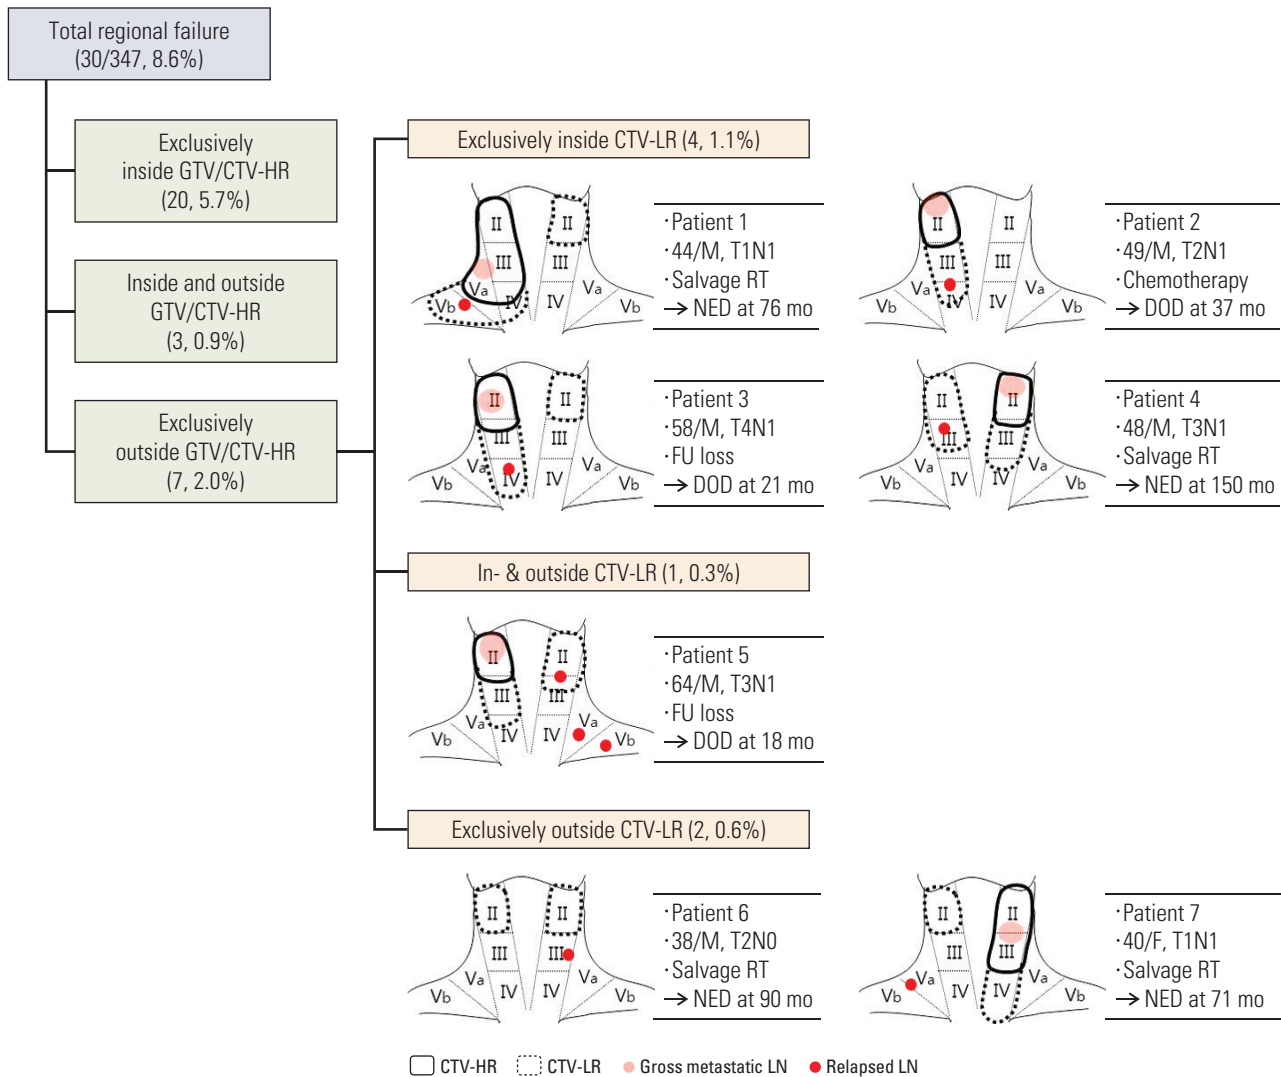 Total regional failure
(30/347, 8.6%)
Exclusively
inside GTV/CTV-HR
(20, 5.7%)
Inside and outside
GTV/CTV-HR
(3, 0.9%)
Exclusively
outside GTV/CTV-HR
(7, 2.0%)
Exclusively inside CTV-LR (4, 1.1%)
II II
III III
Va IV IV Va
Vb Vb
·Patient 1
·44/M, T1N1
·Salvage RT
→ NED at 76 mo
II II
III III
Va IV IV Va
Vb Vb
·Patient 2
·49/M, T2N1
·Chemotherapy
→ DOD at 37 mo
II II
III III
Va IV IV Va
Vb Vb
·Patient 3
·58/M, T4N1
·FU loss
→ DOD at 21 mo
II II
III III
Va IV IV Va
Vb Vb
·Patient 4
·48/M, T3N1
·Salvage RT
→ NED at 150 mo
In- & outside CTV-LR (1, 0.3%)
II II
III III
Va IV IV Va
Vb Vb
·Patient 5
·64/M, T3N1
·FU loss
→ DOD at 18 mo
Exclusively outside CTV-LR (2, 0.6%)
II II
III III
Va IV IV Va
Vb Vb
·Patient 6
·38/M, T2N0
·Salvage RT
→ NED at 90 mo
II II
III III
Va IV IV Va
Vb Vb
·Patient 7
·40/F, T1N1
·Salvage RT
→ NED at 71 mo
CTV-HR CTV-LR Gross metastatic LN Relapsed LN